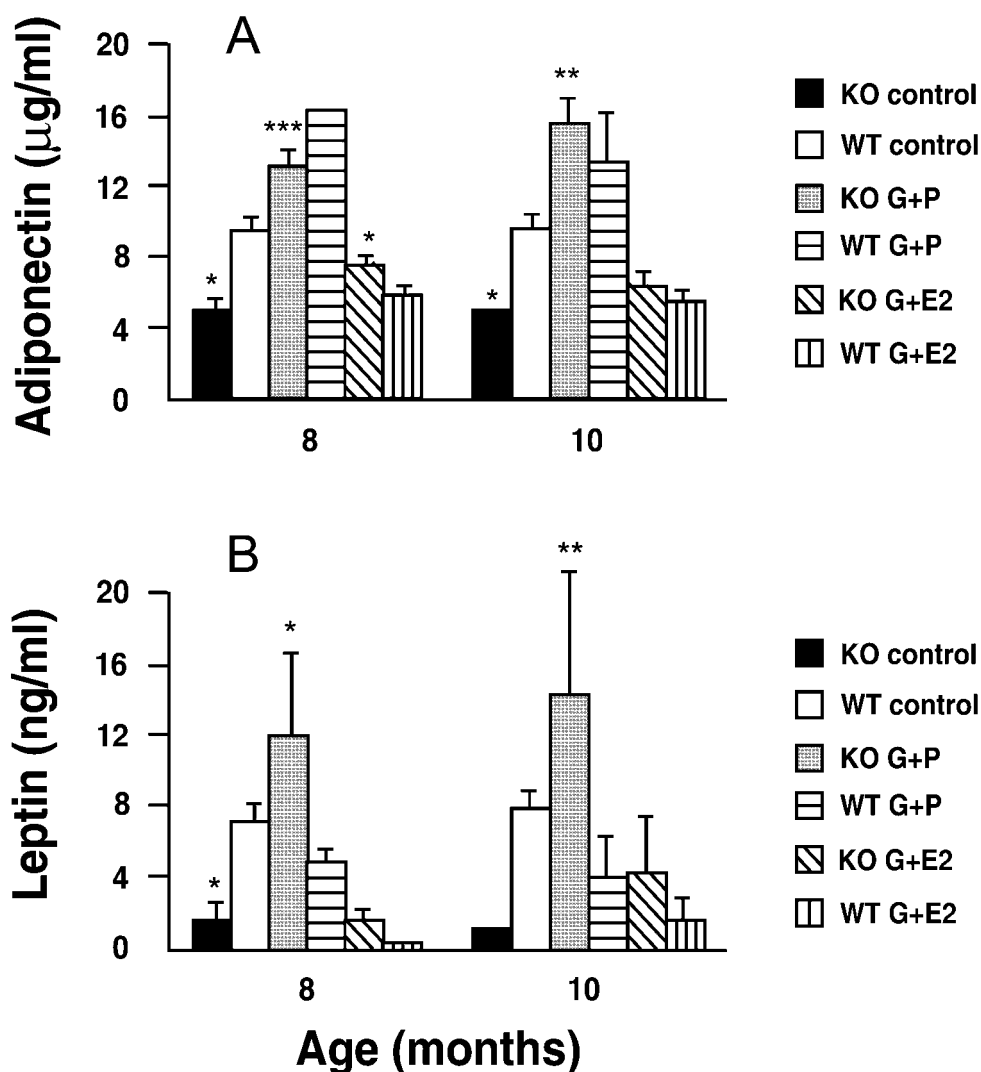 A
Adiponectin (μg/ml)
20
16
12
8
4
0
***
**
*
*
*
8
10
KO control
WT control
KO G+P
WT G+P
KO G+E2
WT G+E2
B
Leptin (ng/ml)
20
16
12
8
4
0
**
*
*
8
10
KO control
WT control
KO G+P
WT G+P
KO G+E2
WT G+E2
Age (months)